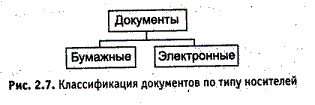 Документы
Бумажные Электронные
Рис. 2.7. Классификация документов по типу носителей